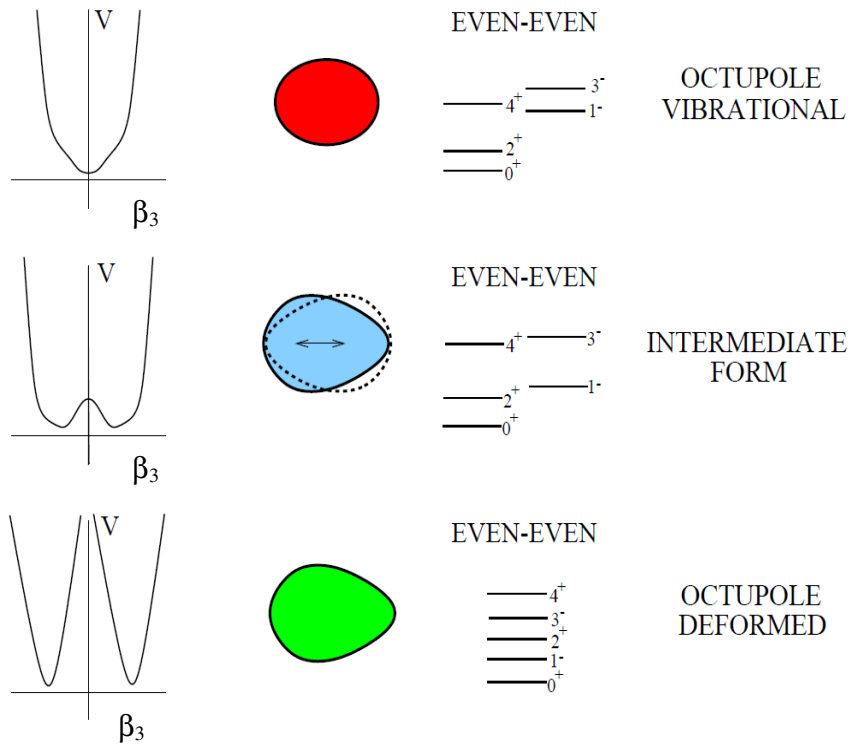 V
EVEN-EVEN
4⁺
3⁻
1⁻
2⁺
0⁺
OCTUPOLE
VIBRATIONAL
β₃
V
EVEN-EVEN
4⁺
3⁻
1⁻
2⁺
0⁺
INTERMEDIATE
FORM
β₃
V
EVEN-EVEN
4⁺
3⁻
2⁺
1⁻
0⁺
OCTUPOLE
DEFORMED
β₃